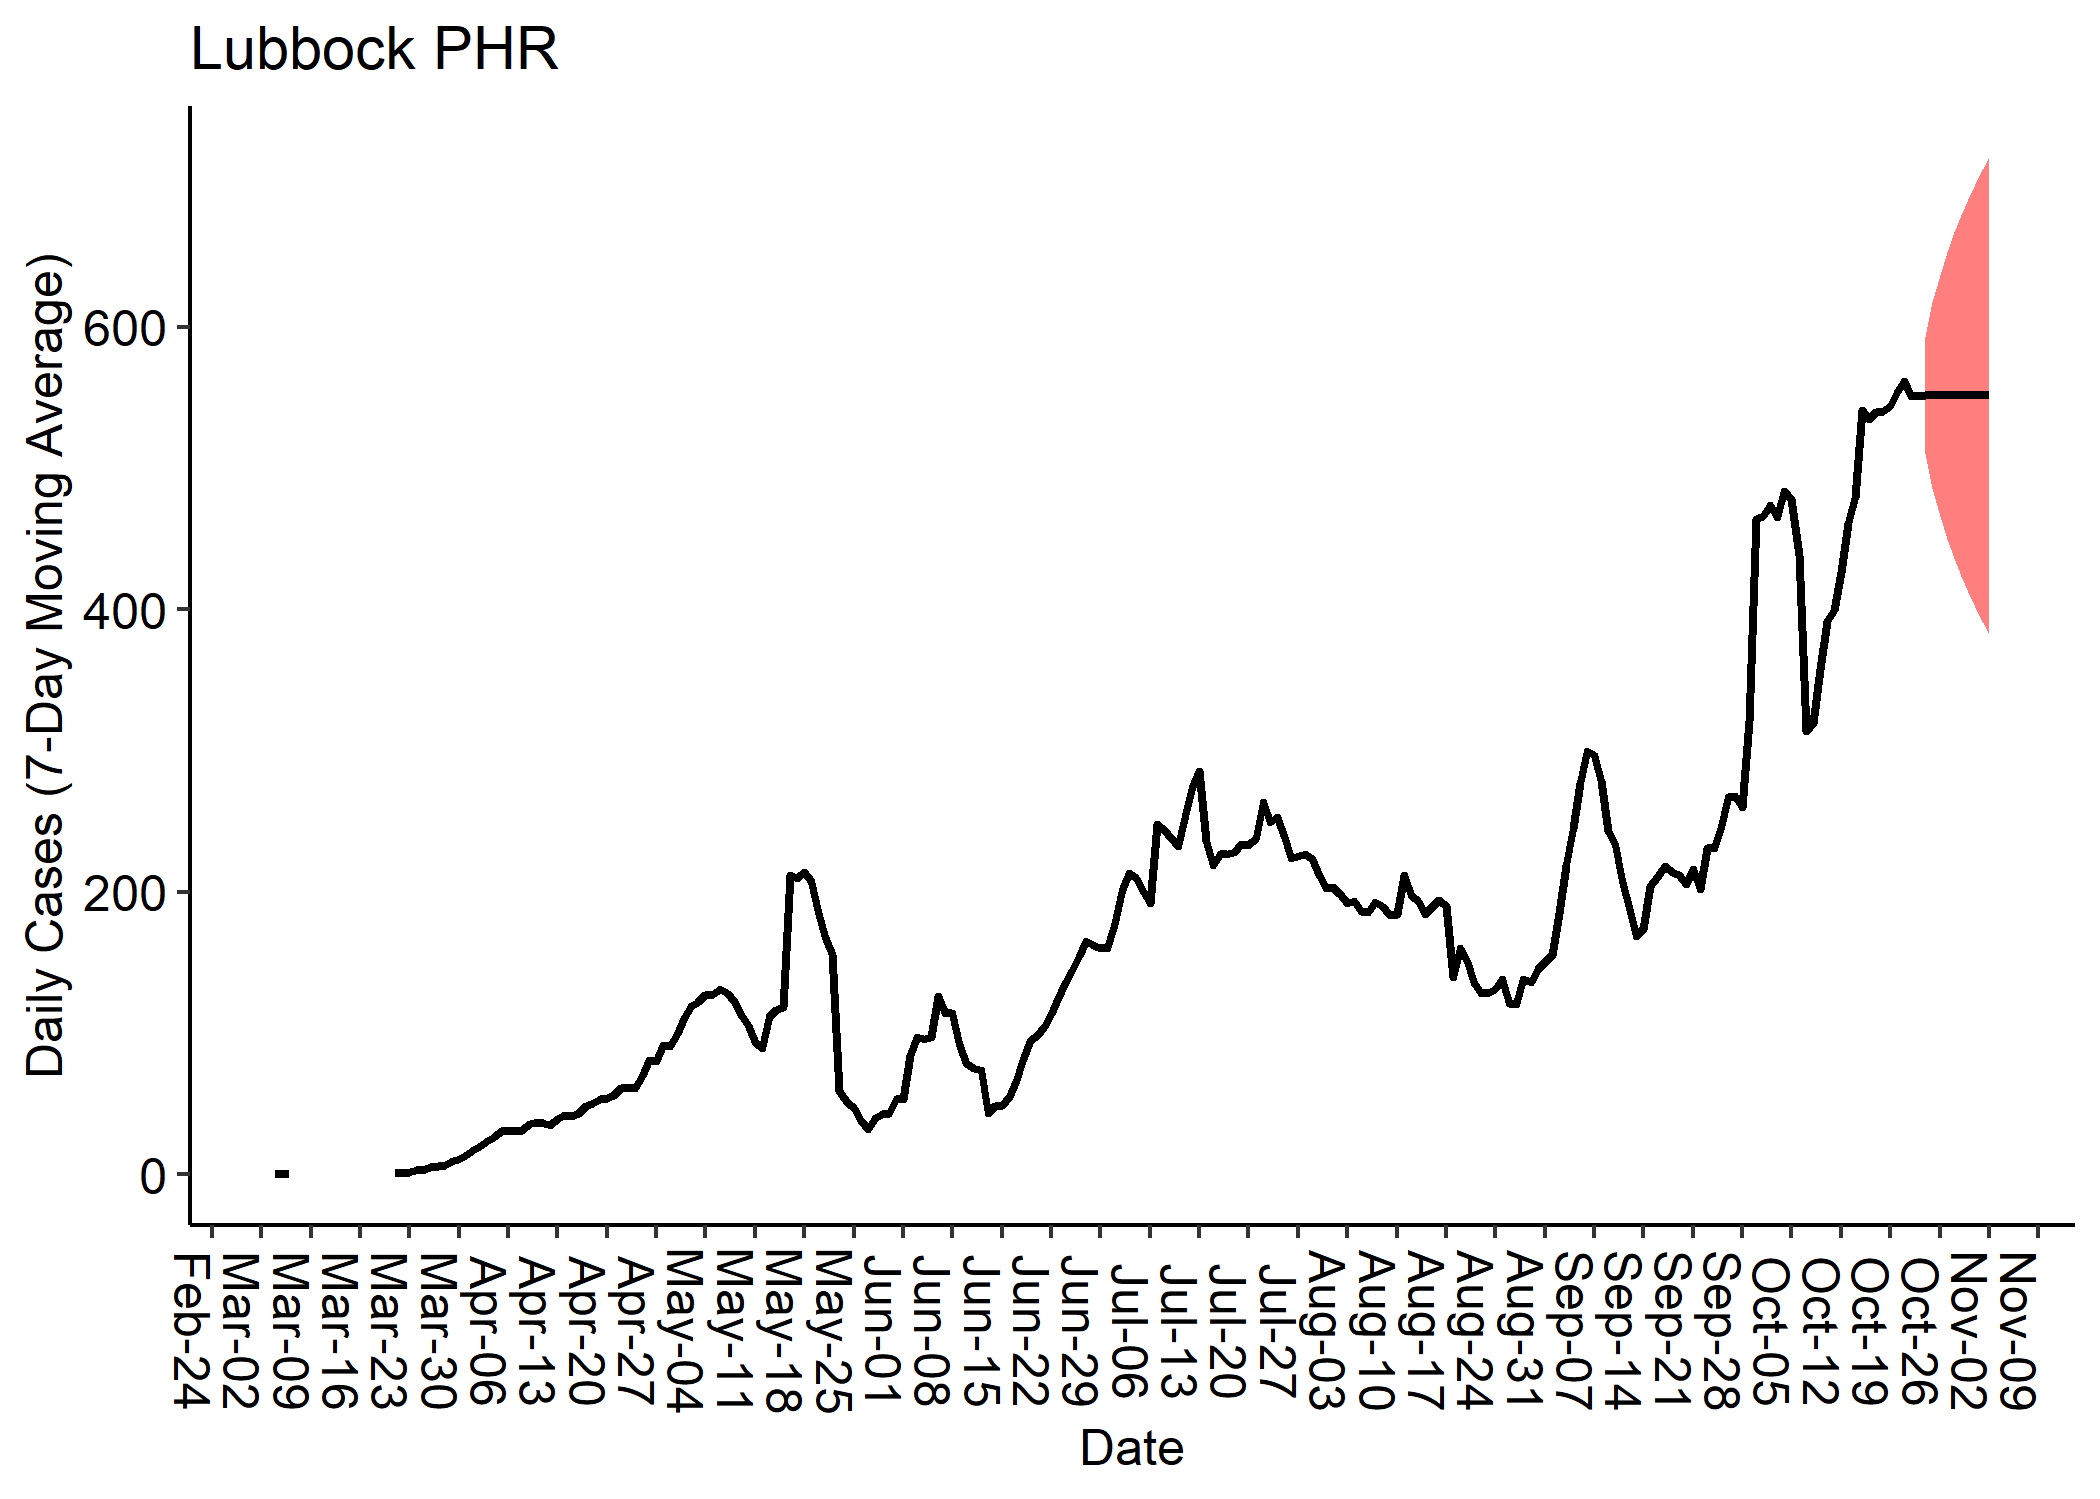 Lubbock PHR
Daily Cases (7-Day Moving Average)
600
400
200
0
Feb-24
Mar-02
Mar-09
Mar-16
Mar-23
Mar-30
Apr-06
Apr-13
Apr-20
Apr-27
May-04
May-11
May-18
May-25
Jun-01
Jun-08
Jun-15
Jun-22
Jun-29
Jul-06
Jul-13
Jul-20
Jul-27
Aug-03
Aug-10
Aug-17
Aug-24
Aug-31
Sep-07
Sep-14
Sep-21
Sep-28
Oct-05
Oct-12
Oct-19
Oct-26
Nov-02
Nov-09
Date